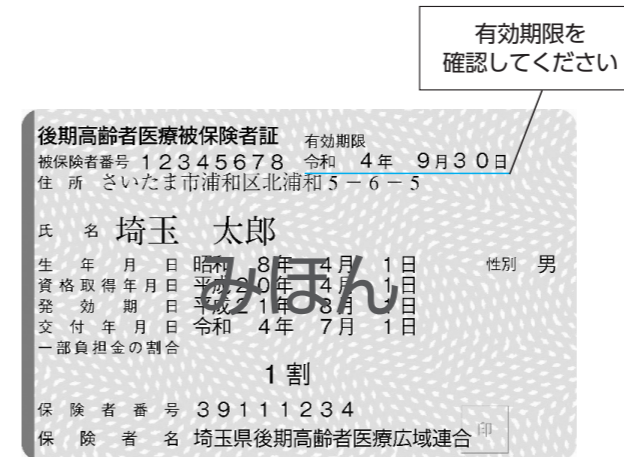 有効期限を
確認してください
後期高齢者医療被保険者証 有効期限
被保険者番号 12345678 令和 4年 9月30日
住所 さいたま市浦和区北浦和5－6－5
氏名 埼玉 太郎
生年月日 昭和 8年 4月 1日 性別 男
資格取得年月日 平成20年 4月 1日
みほん
発効期日 平成21年 8月 1日
交付年月日 令和 4年 7月 1日
一部負担金の割合
1割
保険者番号 39111234
保険者名 埼玉県後期高齢者医療広域連合 印